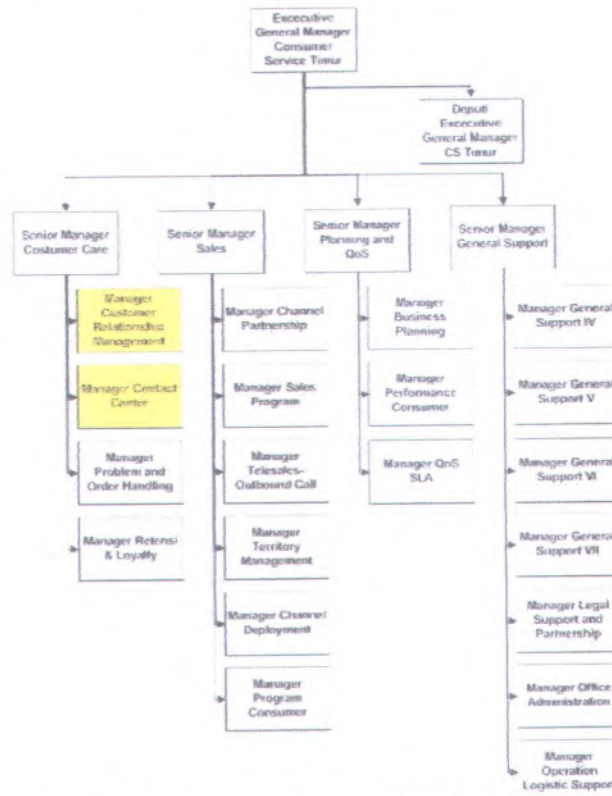 Excecutive
General Manager
Consumer
Service Timur
Deputi
Excecutive
General Manager
CS Timur
Senior Manager
Costumer Care
Senior Manager
Sales
Senior Manager
Planning and
QoS
Senior Manager
General Support
Manager
Customer
Relationship
Management
Manager Contact
Center
Manager
Problem and
Order Handling
Manager Retensi
& Loyalty
Manager Channel
Partnership
Manager Sales
Program
Manager
Telesales-
Outbound Call
Manager
Territory
Management
Manager Channel
Deployment
Manager
Program
Consumer
Manager
Business
Planning
Manager
Performance
Consumer
Manager QoS
SLA
Manager General
Support IV
Manager General
Support V
Manager General
Support VI
Manager General
Support VII
Manager Legal
Support and
Partnership
Manager Office
Administration
Manager
Operation
Logistic Support